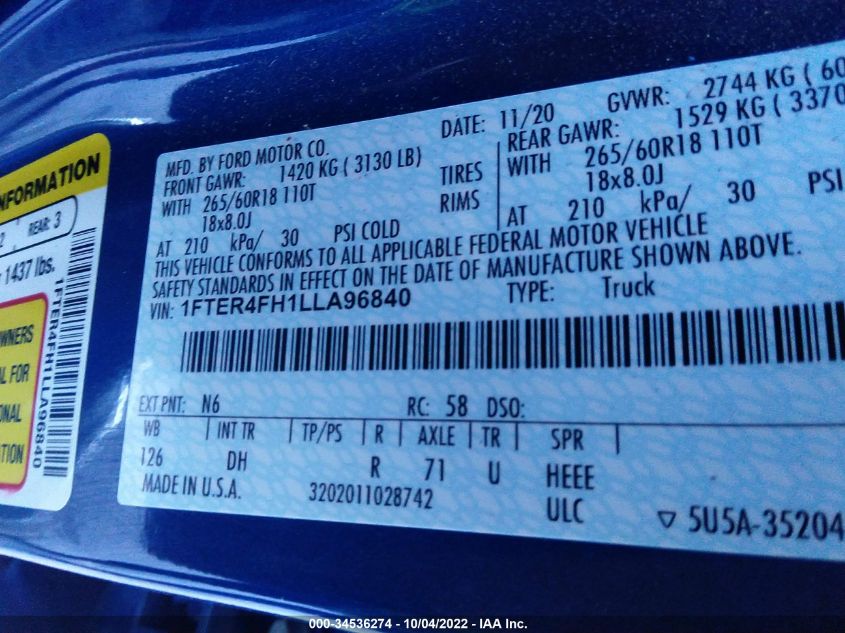 NFORMATION
2 REAR: 3
1437 lbs.
WNERS
AL FOR
ONAL
ITION
1FTER4FH1LLA96840
MFD. BY FORD MOTOR CO. DATE: 11/20 GVWR: 2744 KG ( 60
FRONT GAWR: 1420 KG ( 3130 LB) REAR GAWR: 1529 KG ( 3370
WITH 265/60R18 110T TIRES WITH 265/60R18 110T
18x8.0J RIMS 18x8.0J
AT 210 kPa/ 30 PSI COLD AT 210 kPa/ 30 PSI
THIS VEHICLE CONFORMS TO ALL APPLICABLE FEDERAL MOTOR VEHICLE
SAFETY STANDARDS IN EFFECT ON THE DATE OF MANUFACTURE SHOWN ABOVE.
VIN: 1FTER4FH1LLA96840 TYPE: Truck
EXT PNT: N6 RC: 58 DSO:
WB INT TR TP/PS R AXLE TR SPR
126 DH R 71 U HEEE
MADE IN U.S.A. 3202011028742 ULC ▽ 5U5A-35204
000-34536274 - 10/04/2022 - IAA Inc.